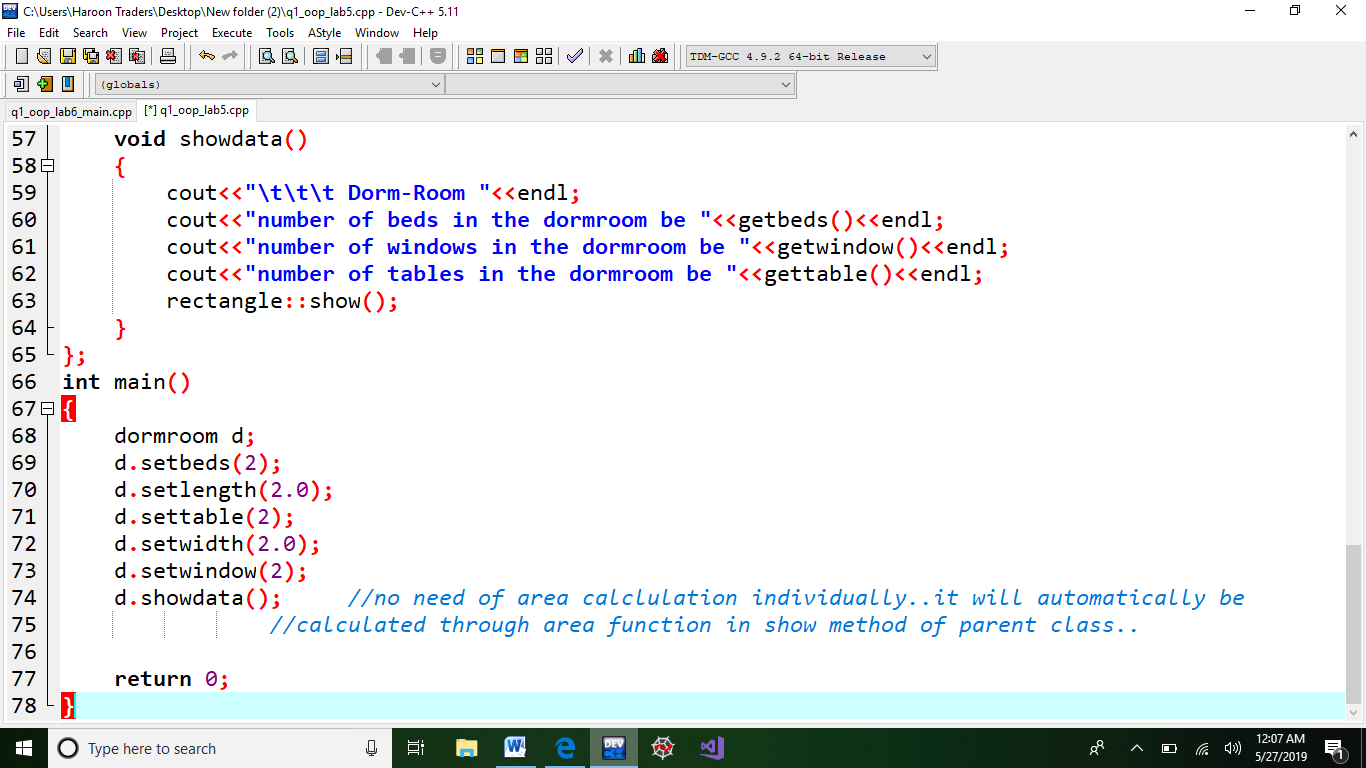 C:\Users\Haroon Traders\Desktop\New folder (2)\q1_oop_lab5.cpp - Dev-C++ 5.11
File Edit Search View Project Execute Tools AStyle Window Help
TDM-GCC 4.9.2 64-bit Release
(globals)
q1_oop_lab6_main.cpp [*] q1_oop_lab5.cpp
57 void showdata()
58 {
59 cout<<"\t\t\t Dorm-Room "<<endl;
60 cout<<"number of beds in the dormroom be "<<getbeds()<<endl;
61 cout<<"number of windows in the dormroom be "<<getwindow()<<endl;
62 cout<<"number of tables in the dormroom be "<<gettable()<<endl;
63 rectangle::show();
64 }
65 };
66 int main()
67 {
68 dormroom d;
69 d.setbeds(2);
70 d.setlength(2.0);
71 d.settable(2);
72 d.setwidth(2.0);
73 d.setwindow(2);
74 d.showdata(); //no need of area calclulation individually..it will automatically be
75 //calculated through area function in show method of parent class..
76
77 return 0;
78 }
Type here to search
DEV
12:07 AM
5/27/2019
1